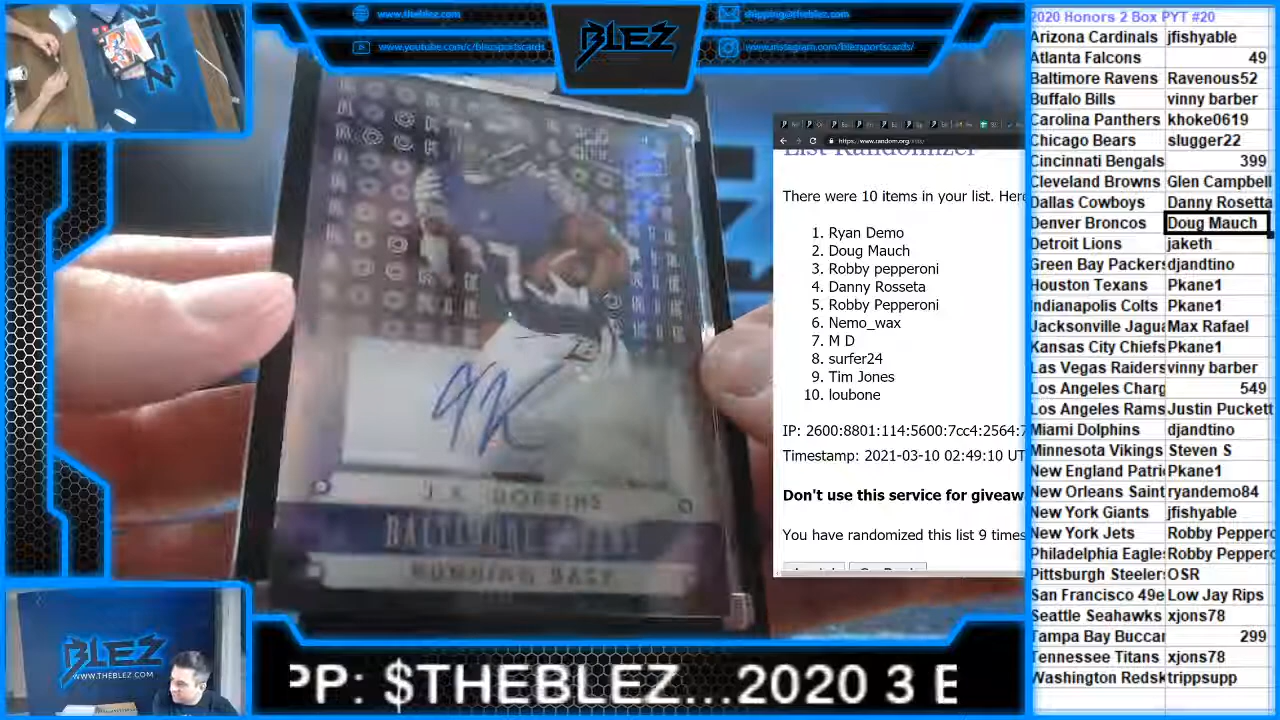 www.theblez.com
shipping@theblez.com
www.youtube.com/c/blezsportscards
www.instagram.com/blezsportscards/
BLEZ
List Randomizer
https://www.random.org
There were 10 items in your list. Here
1. Ryan Demo
2. Doug Mauch
3. Robby pepperoni
4. Danny Rosseta
5. Robby Pepperoni
6. Nemo_wax
7. M D
8. surfer24
9. Tim Jones
10. loubone
IP: 2600:8801:114:5600:7cc4:2564:7
Timestamp: 2021-03-10 02:49:10 UT
Don't use this service for giveaw
You have randomized this list 9 times
2020 Honors 2 Box PYT #20
Arizona Cardinals jfishyable
Atlanta Falcons 49
Baltimore Ravens Ravenous52
Buffalo Bills vinny barber
Carolina Panthers khoke0619
Chicago Bears slugger22
Cincinnati Bengals 399
Cleveland Browns Glen Campbell
Dallas Cowboys Danny Rosetta
Denver Broncos Doug Mauch
Detroit Lions jaketh
Green Bay Packers djandtino
Houston Texans Pkane1
Indianapolis Colts Pkane1
Jacksonville Jagua Max Rafael
Kansas City Chiefs Pkane1
Las Vegas Raiders vinny barber
Los Angeles Charg 549
Los Angeles Rams Justin Puckett
Miami Dolphins djandtino
Minnesota Vikings Steven S
New England Patri Pkane1
New Orleans Saint ryandemo84
New York Giants jfishyable
New York Jets Robby Peppero
Philadelphia Eagle Robby Peppero
Pittsburgh Steeler OSR
San Francisco 49e Low Jay Rips
Seattle Seahawks xjons78
Tampa Bay Buccar 299
Tennessee Titans xjons78
Washington Redsk trippsupp
J.K. DOBBINS
BALTIMORE
RUNNING BACK
BLEZ
WWW.THEBLEZ.COM
PP: $THEBLEZ...2020 3 E